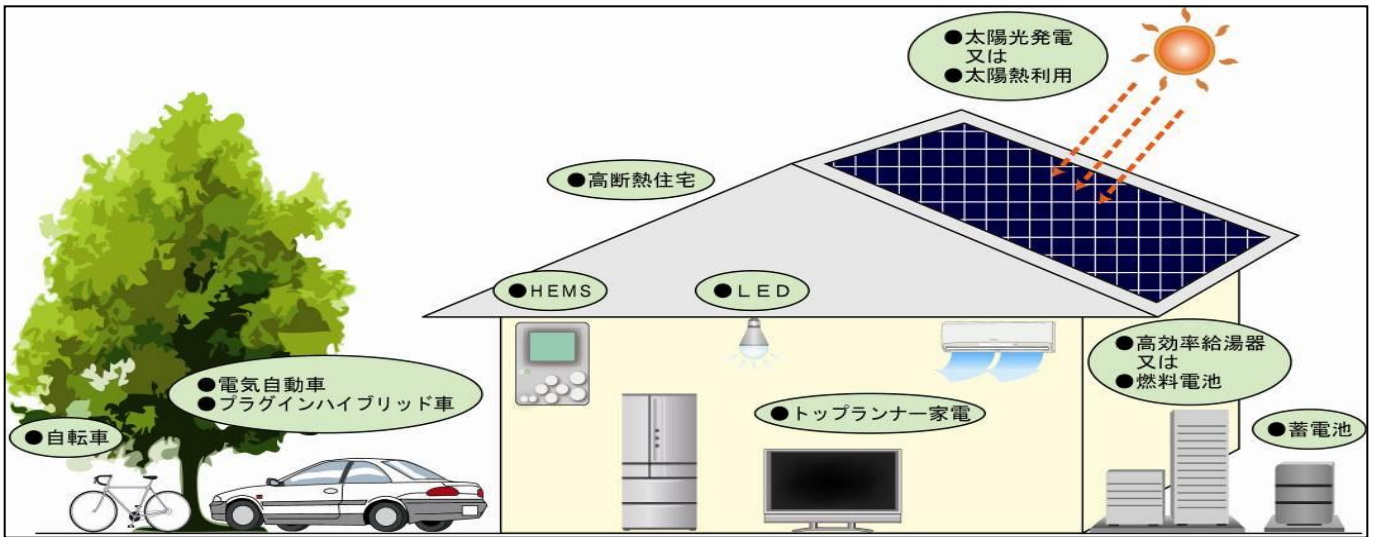 ●太陽光発電
又は
●太陽熱利用
●高断熱住宅
●HEMS
●LED
●高効率給湯器
又は
●燃料電池
●電気自動車
●プラグインハイブリッド車
●トップランナー家電
●自転車
●蓄電池